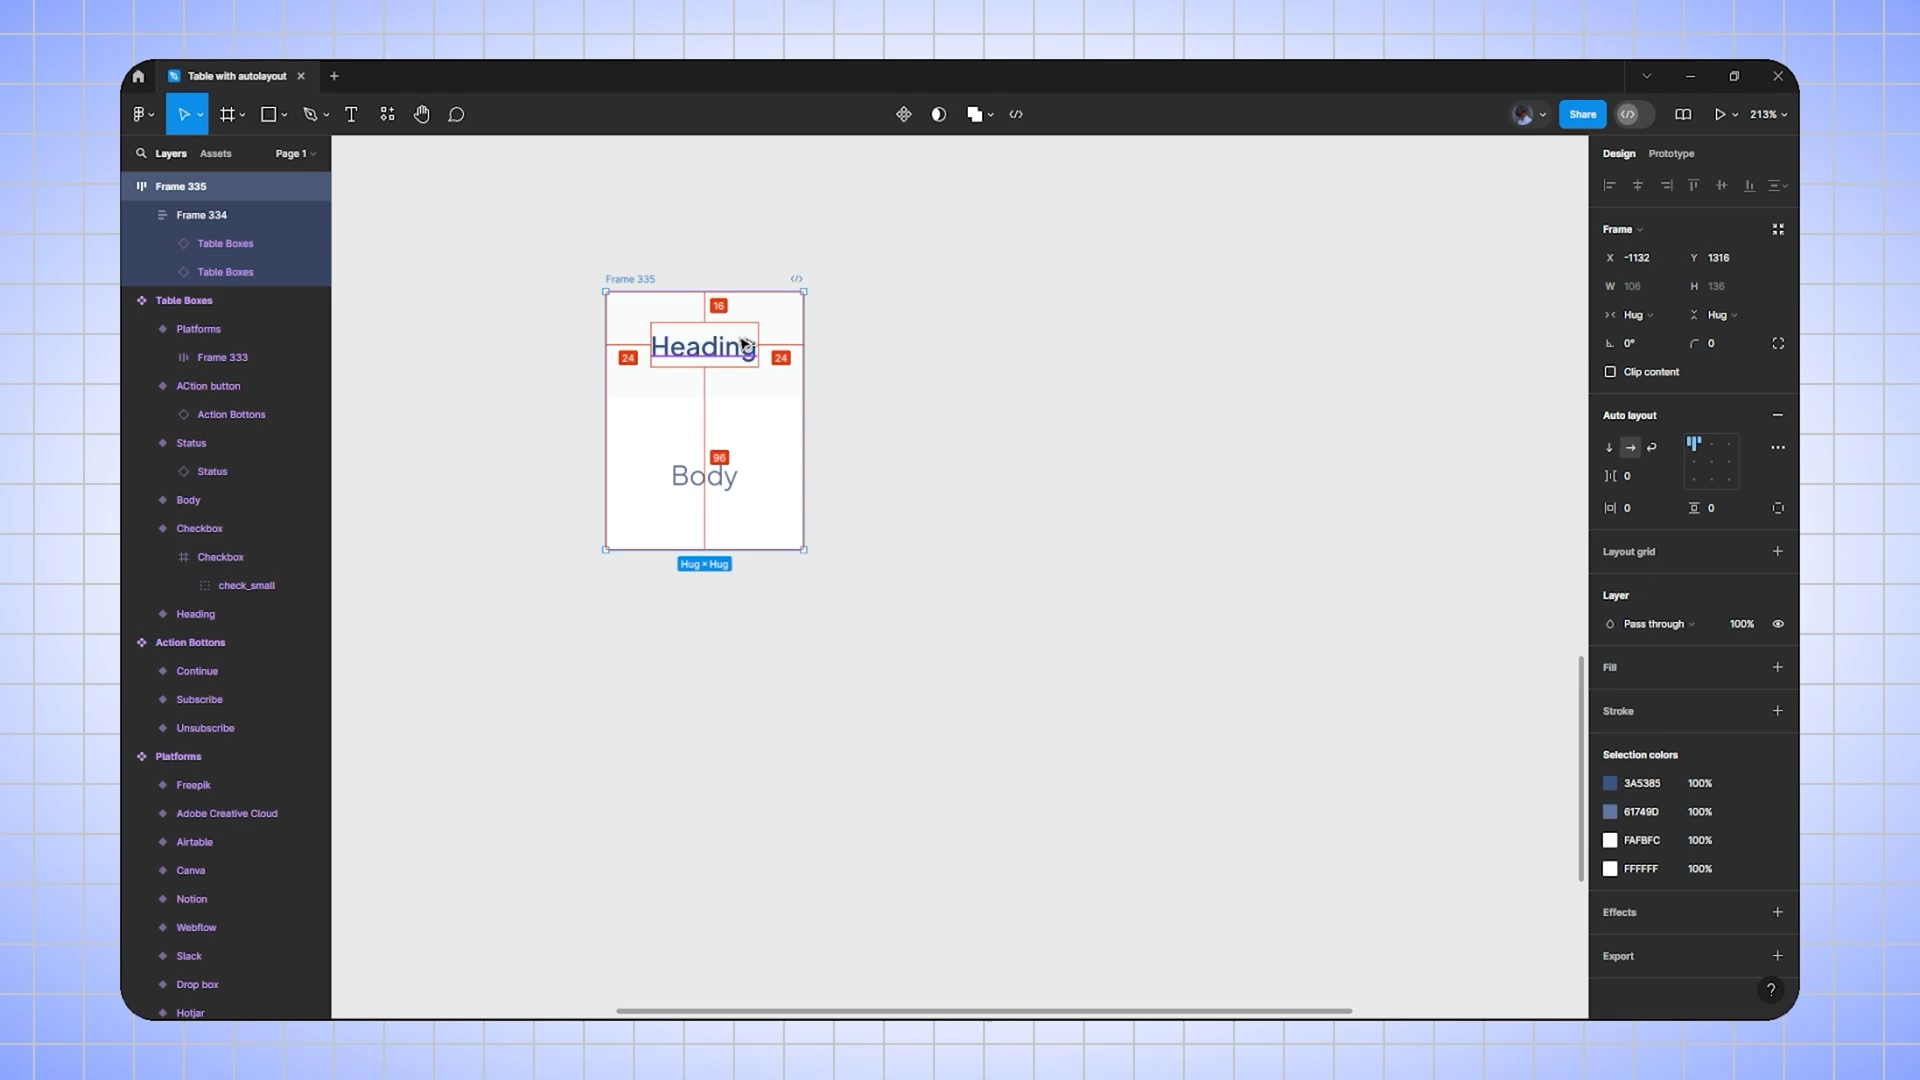 Table with autolayout
Share
213%
Layers
Assets
Page 1
Frame 335
Frame 334
Table Boxes
Table Boxes
Table Boxes
Platforms
Frame 333
ACtion button
Action Bottons
Status
Status
Body
Checkbox
Checkbox
check_small
Heading
Action Bottons
Continue
Subscribe
Unsubscribe
Platforms
Freepik
Adobe Creative Cloud
Airtable
Canva
Notion
Webflow
Slack
Drop box
Hotjar
Frame 335
16
Heading
24
24
96
Body
Hug × Hug
Design
Prototype
Frame
X -1132
Y 1316
W 106
H 136
Hug
Hug
0°
0
Clip content
Auto layout
0
0
0
Layout grid
Layer
Pass through
100%
Fill
Stroke
Selection colors
3A5385 100%
61749D 100%
FAFBFC 100%
FFFFFF 100%
Effects
Export
?